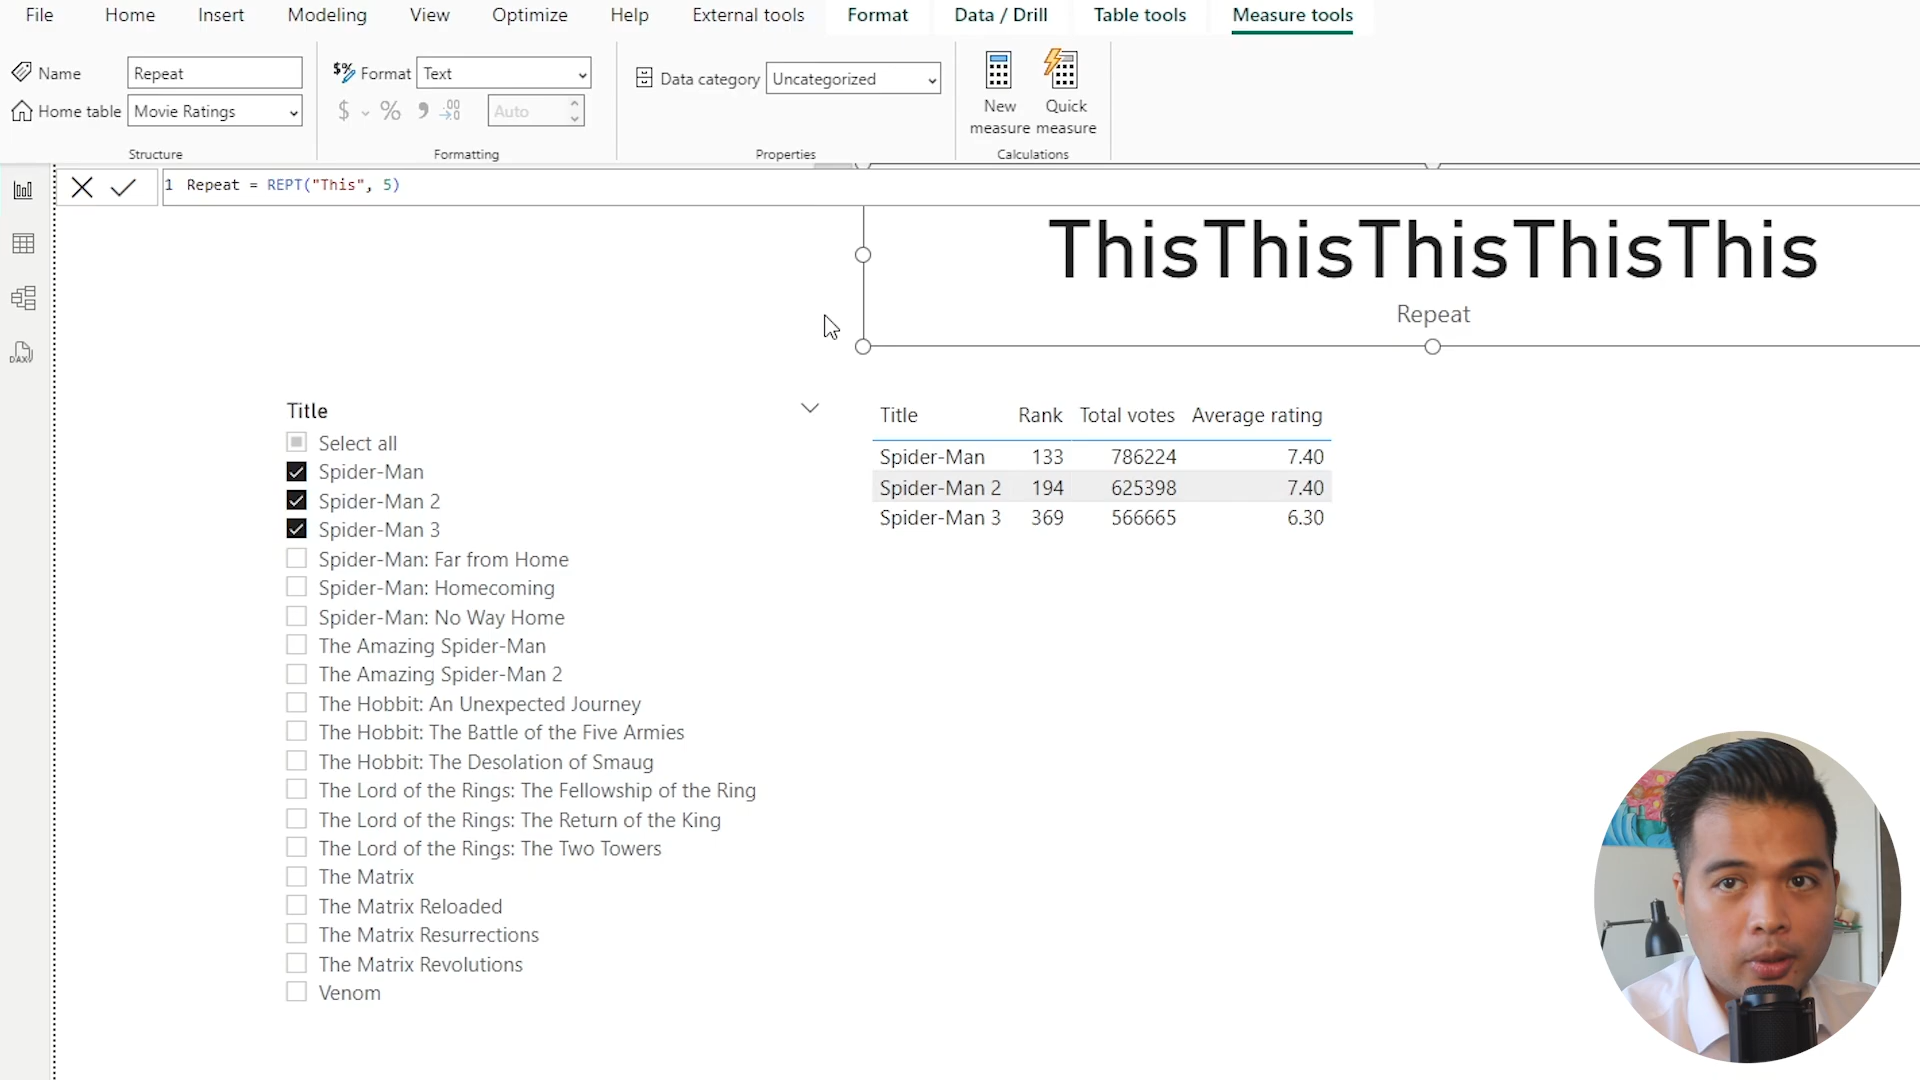 File Home Insert Modeling View Optimize Help External tools Format Data / Drill Table tools Measure tools
Name Repeat
Home table Movie Ratings
Structure
$% Format Text
$ % , .00 →.0 Auto
Formatting
Data category Uncategorized
Properties
New measure
Quick measure
Calculations
1 Repeat = REPT("This", 5)
DAX
ThisThisThisThisThis
Repeat
Title
Select all
Spider-Man
Spider-Man 2
Spider-Man 3
Spider-Man: Far from Home
Spider-Man: Homecoming
Spider-Man: No Way Home
The Amazing Spider-Man
The Amazing Spider-Man 2
The Hobbit: An Unexpected Journey
The Hobbit: The Battle of the Five Armies
The Hobbit: The Desolation of Smaug
The Lord of the Rings: The Fellowship of the Ring
The Lord of the Rings: The Return of the King
The Lord of the Rings: The Two Towers
The Matrix
The Matrix Reloaded
The Matrix Resurrections
The Matrix Revolutions
Venom
Title Rank Total votes Average rating
Spider-Man 133 786224 7.40
Spider-Man 2 194 625398 7.40
Spider-Man 3 369 566665 6.30